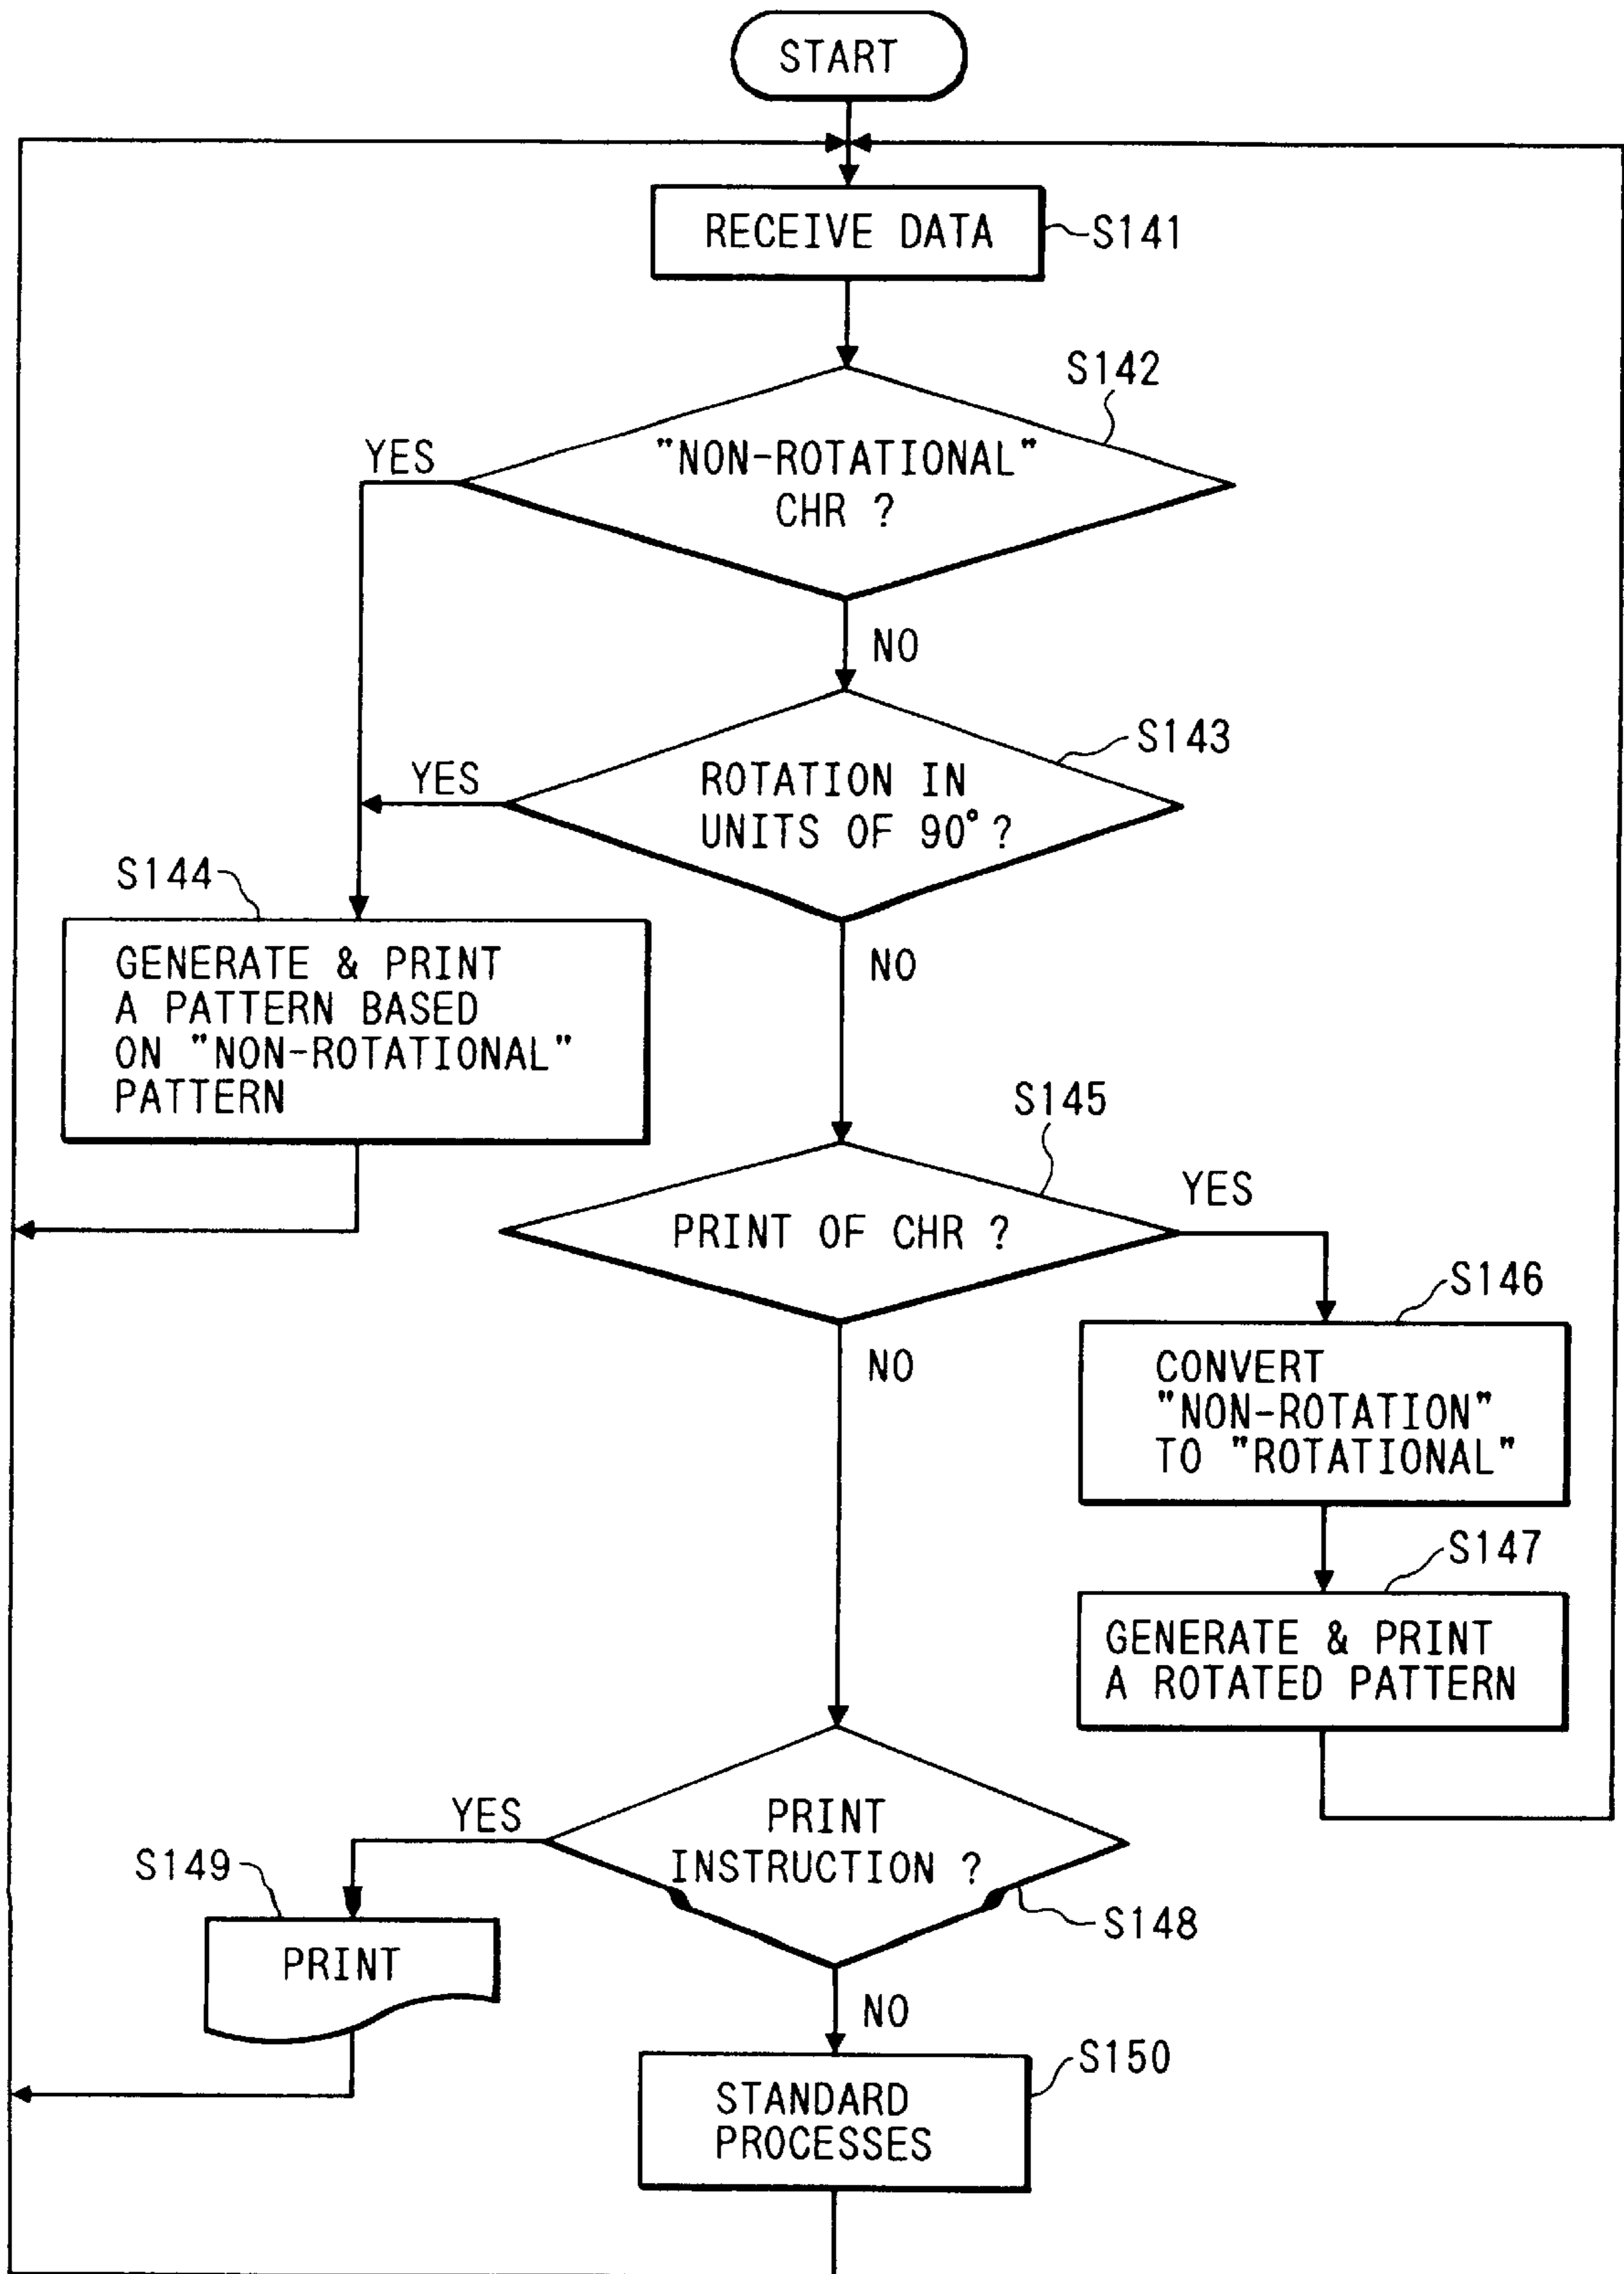 START
RECEIVE DATA
S141
S142
"NON-ROTATIONAL"
CHR ?
YES
NO
S143
ROTATION IN
UNITS OF 90° ?
YES
NO
S144
GENERATE & PRINT
A PATTERN BASED
ON "NON-ROTATIONAL"
PATTERN
S145
PRINT OF CHR ?
YES
NO
S146
CONVERT
"NON-ROTATION"
TO "ROTATIONAL"
S147
GENERATE & PRINT
A ROTATED PATTERN
PRINT
INSTRUCTION ?
YES
S148
S149
PRINT
NO
S150
STANDARD
PROCESSES